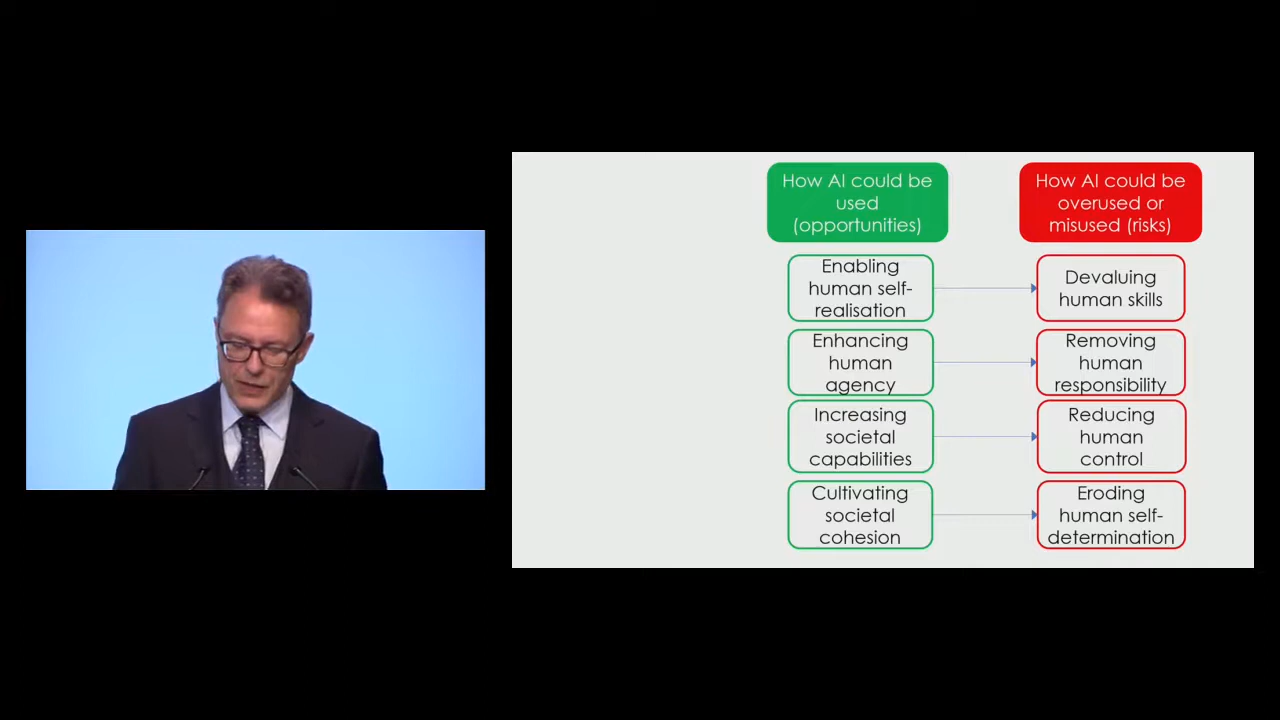 How AI could be
used
(opportunities)
How AI could be
overused or
misused (risks)
Enabling
human self-
realisation
Devaluing
human skills
Enhancing
human
agency
Removing
human
responsibility
Increasing
societal
capabilities
Reducing
human
control
Cultivating
societal
cohesion
Eroding
human self-
determination